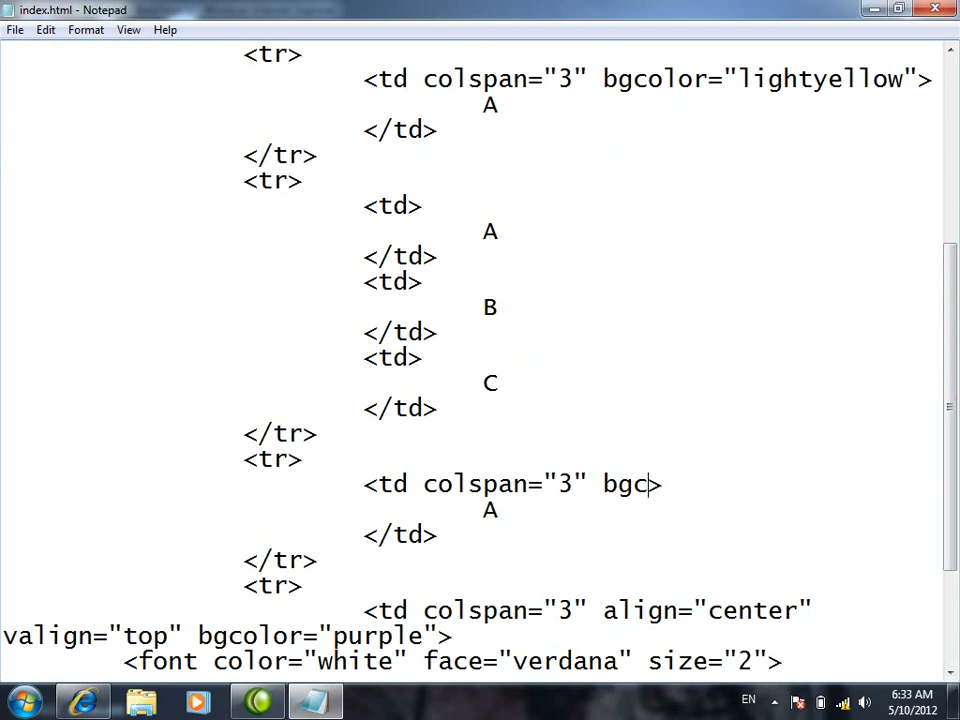 index.html - Notepad
File Edit Format View Help
<tr>
<td colspan="3" bgcolor="lightyellow">
A
</td>
</tr>
<tr>
<td>
A
</td>
<td>
B
</td>
<td>
C
</td>
</tr>
<tr>
<td colspan="3" bgc>
A
</td>
</tr>
<tr>
<td colspan="3" align="center"
valign="top" bgcolor="purple">
<font color="white" face="verdana" size="2">
EN
6:33 AM
5/10/2012